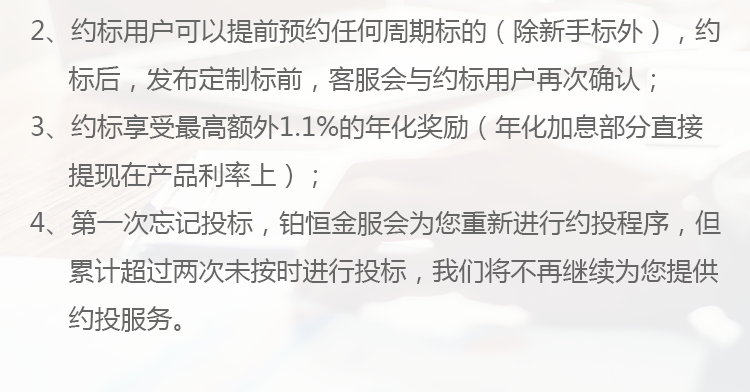 2、约标用户可以提前预约任何周期标的（除新手标外），约
标后，发布定制标前，客服会与约标用户再次确认；
3、约标享受最高额外1.1%的年化奖励（年化加息部分直接
提现在产品利率上）；
4、第一次忘记投标，铂恒金服会为您重新进行约投程序，但
累计超过两次未按时进行投标，我们将不再继续为您提供
约投服务。